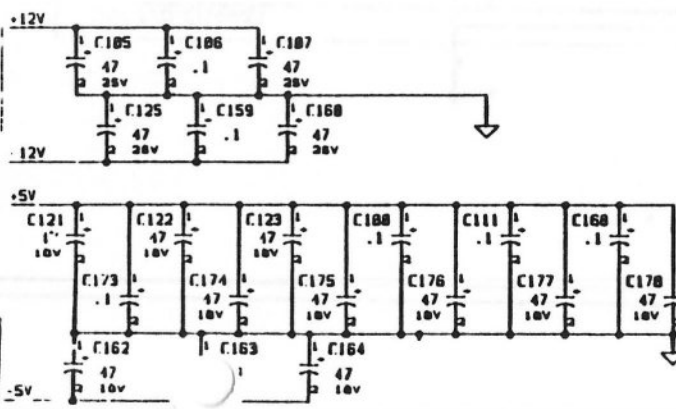 +12V
C105
47
25V
C106
.1
C107
47
25V
C125
47
25V
C159
.1
C160
47
25V
12V
+5V
C121
10V
C122
47
10V
C123
47
10V
C108
.1
C111
.1
C168
.1
C173
.1
C174
47
10V
C175
47
10V
C176
47
10V
C177
47
10V
C178
47
10V
C162
47
10V
C163
C164
47
10V
-5V